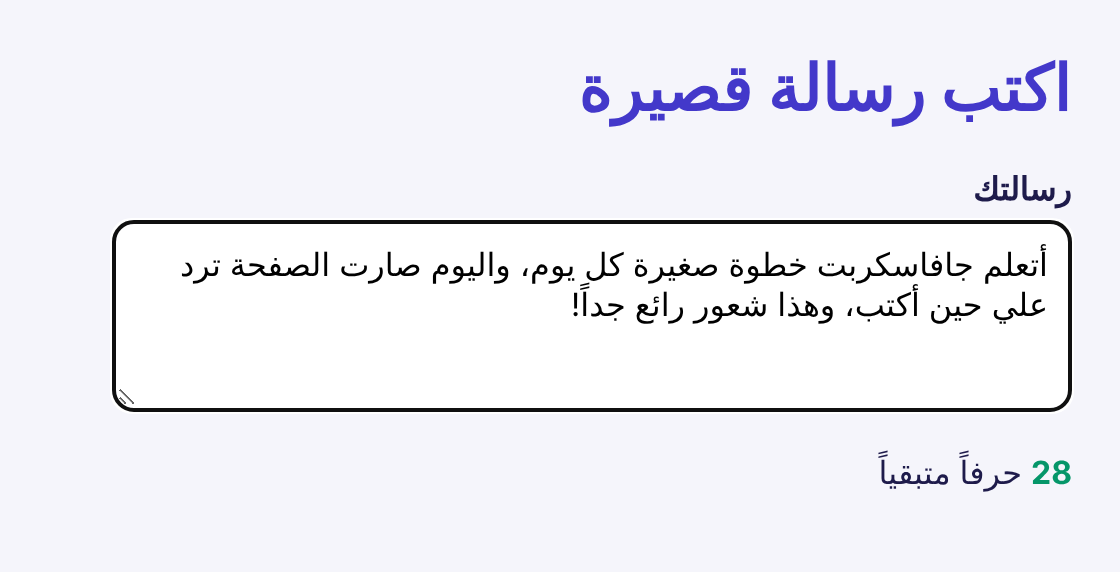 اكتب رسالة قصيرة
رسالتك
أتعلم جافاسكربت خطوة صغيرة كل يوم، واليوم صارت الصفحة ترد
علي حين أكتب، وهذا شعور رائع جداً!
28 حرفاً متبقياً